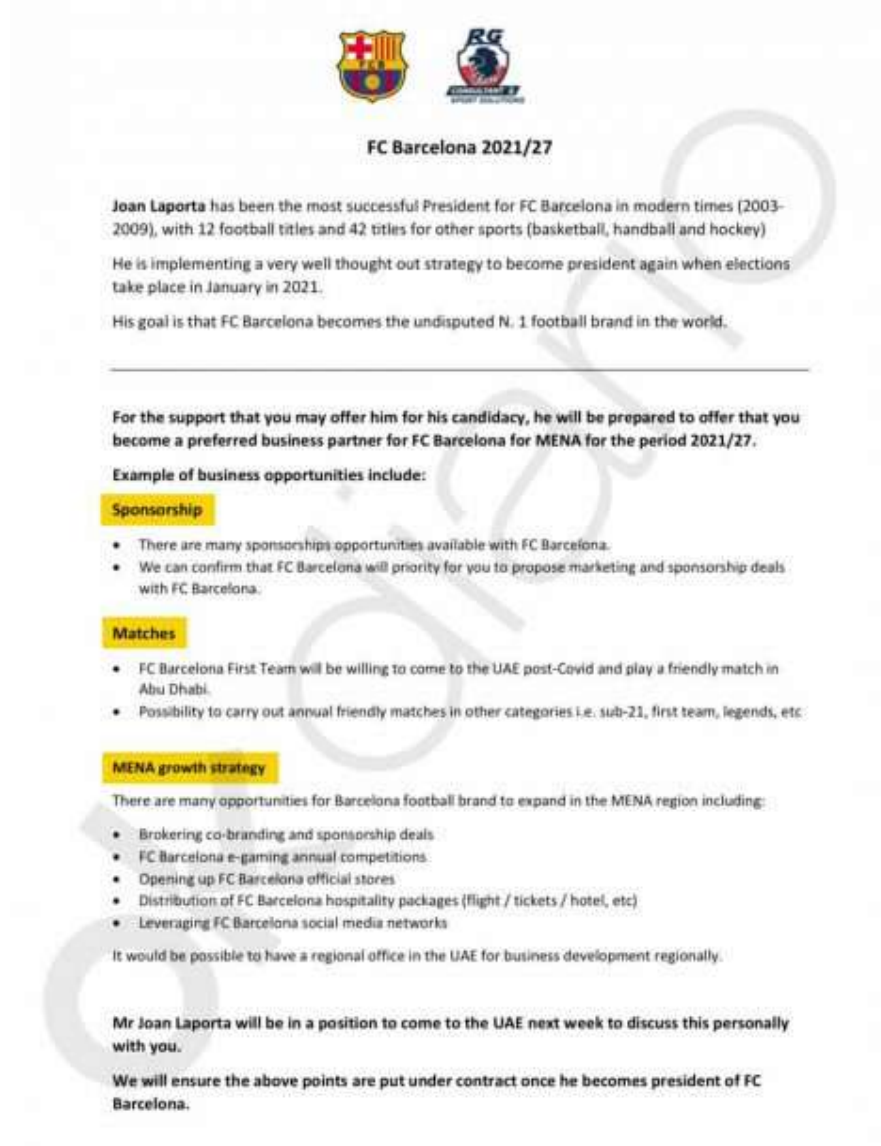 FCB
RG
CONSULTANT &
SPORT SOLUTIONS
FC Barcelona 2021/27
Joan Laporta has been the most successful President for FC Barcelona in modern times (2003-
2009), with 12 football titles and 42 titles for other sports (basketball, handball and hockey)
He is implementing a very well thought out strategy to become president again when elections
take place in January in 2021.
His goal is that FC Barcelona becomes the undisputed N. 1 football brand in the world.
For the support that you may offer him for his candidacy, he will be prepared to offer that you
become a preferred business partner for FC Barcelona for MENA for the period 2021/27.
Example of business opportunities include:
Sponsorship
• There are many sponsorships opportunities available with FC Barcelona.
• We can confirm that FC Barcelona will priority for you to propose marketing and sponsorship deals
with FC Barcelona.
Matches
• FC Barcelona First Team will be willing to come to the UAE post-Covid and play a friendly match in
Abu Dhabi.
• Possibility to carry out annual friendly matches in other categories i.e. sub-21, first team, legends, etc
MENA growth strategy
There are many opportunities for Barcelona football brand to expand in the MENA region including:
• Brokering co-branding and sponsorship deals
• FC Barcelona e-gaming annual competitions
• Opening up FC Barcelona official stores
• Distribution of FC Barcelona hospitality packages (flight / tickets / hotel, etc)
• Leveraging FC Barcelona social media networks
It would be possible to have a regional office in the UAE for business development regionally.
Mr Joan Laporta will be in a position to come to the UAE next week to discuss this personally
with you.
We will ensure the above points are put under contract once he becomes president of FC
Barcelona.
okdiario